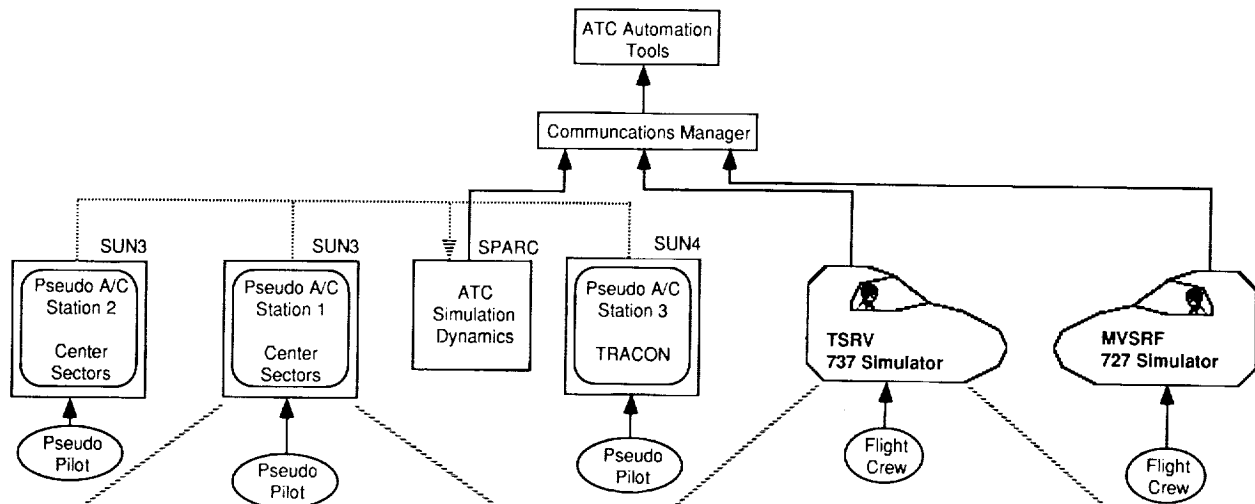 ATC Automation
Tools
Communcations Manager
SUN3
SUN3
SPARC
SUN4
Pseudo A/C
Station 2
Center
Sectors
Pseudo A/C
Station 1
Center
Sectors
ATC
Simulation
Dynamics
Pseudo A/C
Station 3
TRACON
TSRV
737 Simulator
MVSRF
727 Simulator
Pseudo
Pilot
Pseudo
Pilot
Pseudo
Pilot
Flight
Crew
Flight
Crew